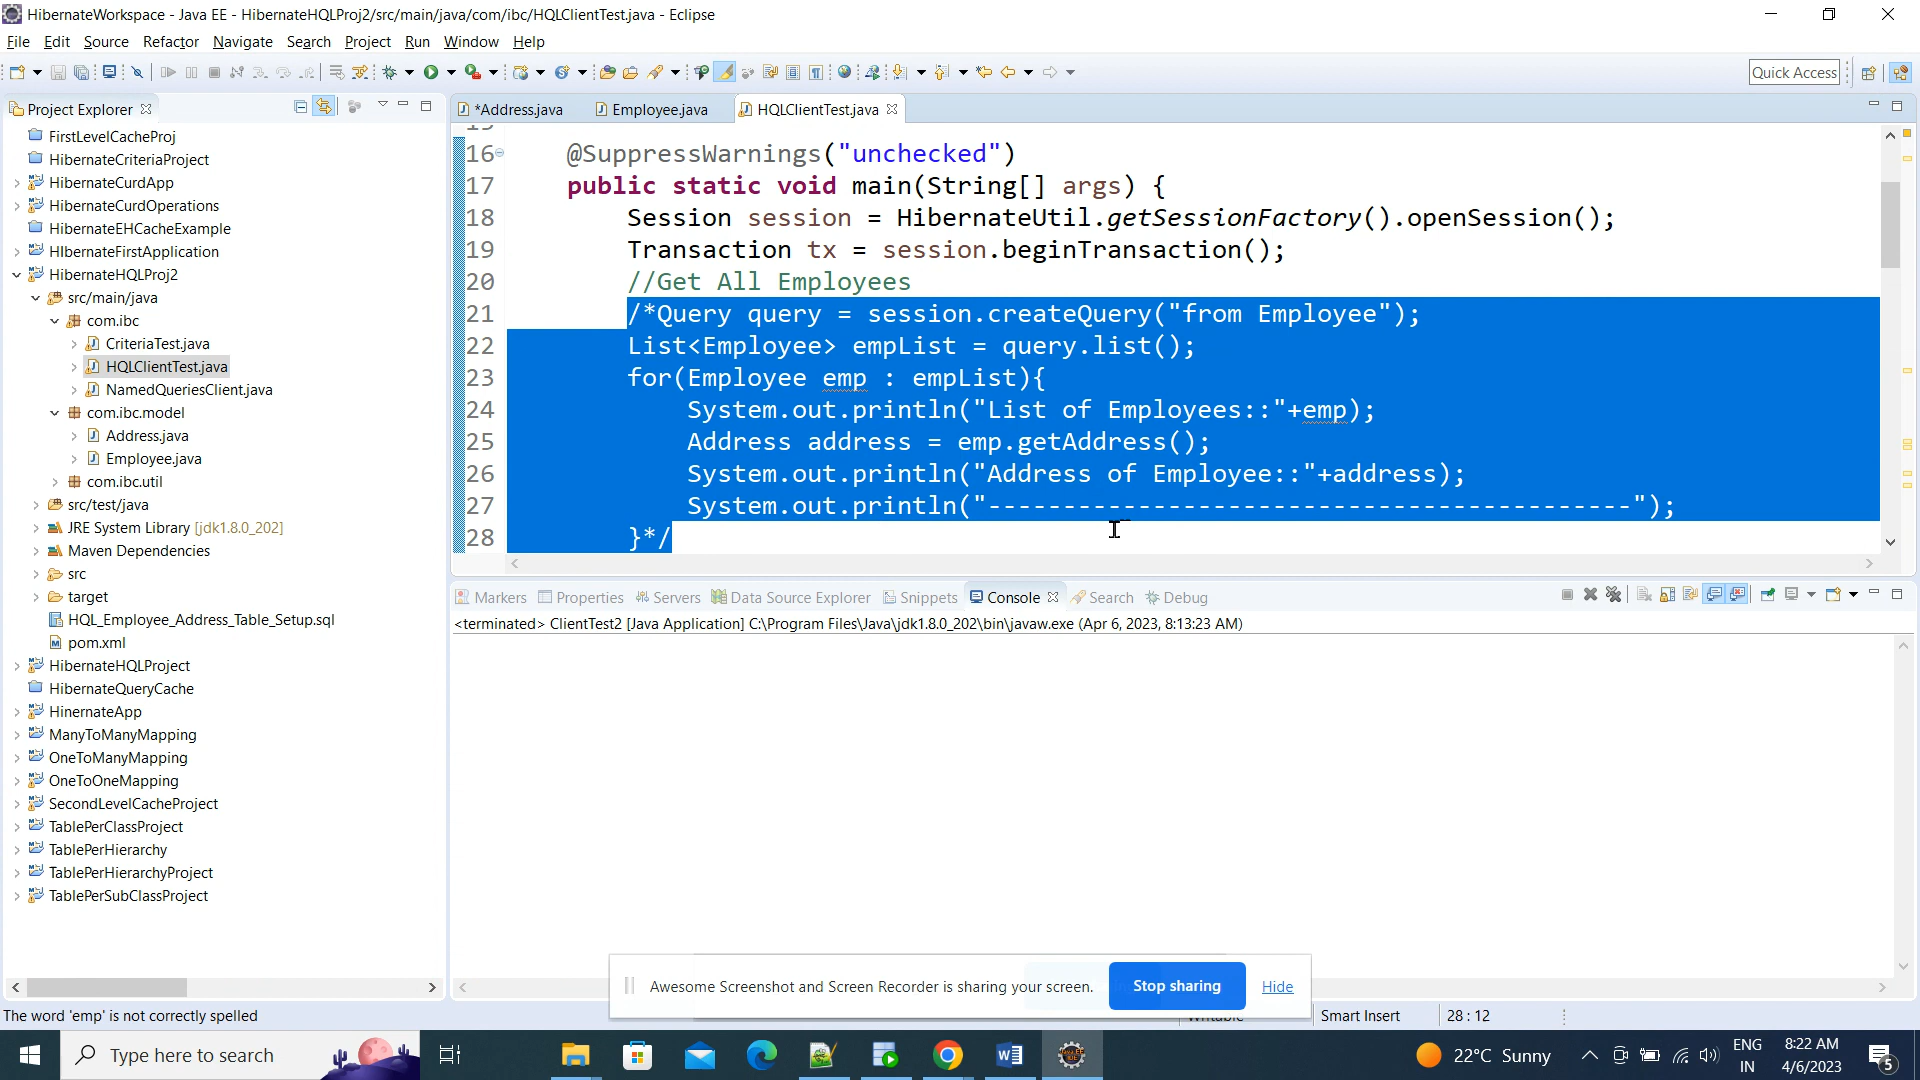 HibernateWorkspace - Java EE - HibernateHQLProj2/src/main/java/com/ibc/HQLClientTest.java - Eclipse
File Edit Source Refactor Navigate Search Project Run Window Help
Quick Access
Project Explorer
FirstLevelCacheProj
HibernateCriteriaProject
HibernateCurdApp
HibernateCurdOperations
HibernateEHCacheExample
HIbernateFirstApplication
HibernateHQLProj2
src/main/java
com.ibc
CriteriaTest.java
HQLClientTest.java
NamedQueriesClient.java
com.ibc.model
Address.java
Employee.java
com.ibc.util
src/test/java
JRE System Library [jdk1.8.0_202]
Maven Dependencies
src
target
HQL_Employee_Address_Table_Setup.sql
pom.xml
HibernateHQLProject
HibernateQueryCache
HinernateApp
ManyToManyMapping
OneToManyMapping
OneToOneMapping
SecondLevelCacheProject
TablePerClassProject
TablePerHierarchy
TablePerHierarchyProject
TablePerSubClassProject
*Address.java Employee.java HQLClientTest.java
16 @SuppressWarnings("unchecked")
17 public static void main(String[] args) {
18 Session session = HibernateUtil.getSessionFactory().openSession();
19 Transaction tx = session.beginTransaction();
20 //Get All Employees
21 /*Query query = session.createQuery("from Employee");
22 List<Employee> empList = query.list();
23 for(Employee emp : empList){
24 System.out.println("List of Employees::"+emp);
25 Address address = emp.getAddress();
26 System.out.println("Address of Employee::"+address);
27 System.out.println("-------------------------------------------");
28 }*/
Markers Properties Servers Data Source Explorer Snippets Console Search Debug
<terminated> ClientTest2 [Java Application] C:\Program Files\Java\jdk1.8.0_202\bin\javaw.exe (Apr 6, 2023, 8:13:23 AM)
Awesome Screenshot and Screen Recorder is sharing your screen. Stop sharing Hide
The word 'emp' is not correctly spelled Writable Smart Insert 28 : 12
Type here to search
22°C Sunny
ENG
IN
8:22 AM
4/6/2023
5